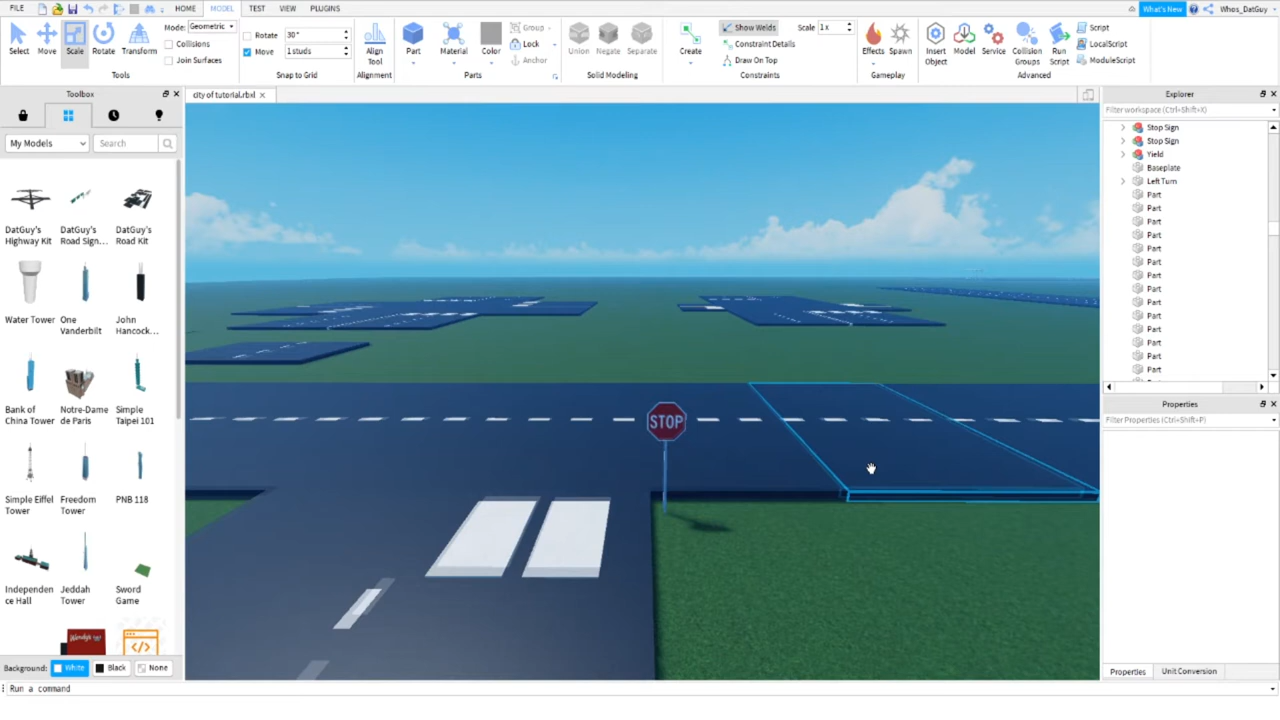 FILE
HOME
MODEL
TEST
VIEW
PLUGINS
What's New
Whos_DatGuy
Select
Move
Scale
Rotate
Transform
Mode: Geometric
Collisions
Join Surfaces
Tools
Rotate 30°
Move 1studs
Snap to Grid
Align
Tool
Alignment
Part
Material
Color
Group
Lock
Anchor
Parts
Union
Negate
Separate
Solid Modeling
Create
Show Welds
Constraint Details
Draw On Top
Scale 1x
Constraints
Effects
Spawn
Gameplay
Insert
Object
Model
Service
Collision
Groups
Run
Script
Script
LocalScript
ModuleScript
Advanced
Toolbox
My Models
Search
DatGuy's
Highway Kit
DatGuy's
Road Sign...
DatGuy's
Road Kit
Water Tower
One
Vanderbilt
John
Hancock...
Bank of
China Tower
Notre-Dame
de Paris
Simple
Taipei 101
Simple Eiffel
Tower
Freedom
Tower
PNB 118
Independen
ce Hall
Jeddah
Tower
Sword
Game
Wendys
Background:
White
Black
None
Run a command
city of tutorial.rbxl
STOP
Explorer
Filter workspace (Ctrl+Shift+X)
Stop Sign
Stop Sign
Yield
Baseplate
Left Turn
Part
Part
Part
Part
Part
Part
Part
Part
Part
Part
Part
Part
Part
Part
Properties
Filter Properties (Ctrl+Shift+P)
Properties
Unit Conversion